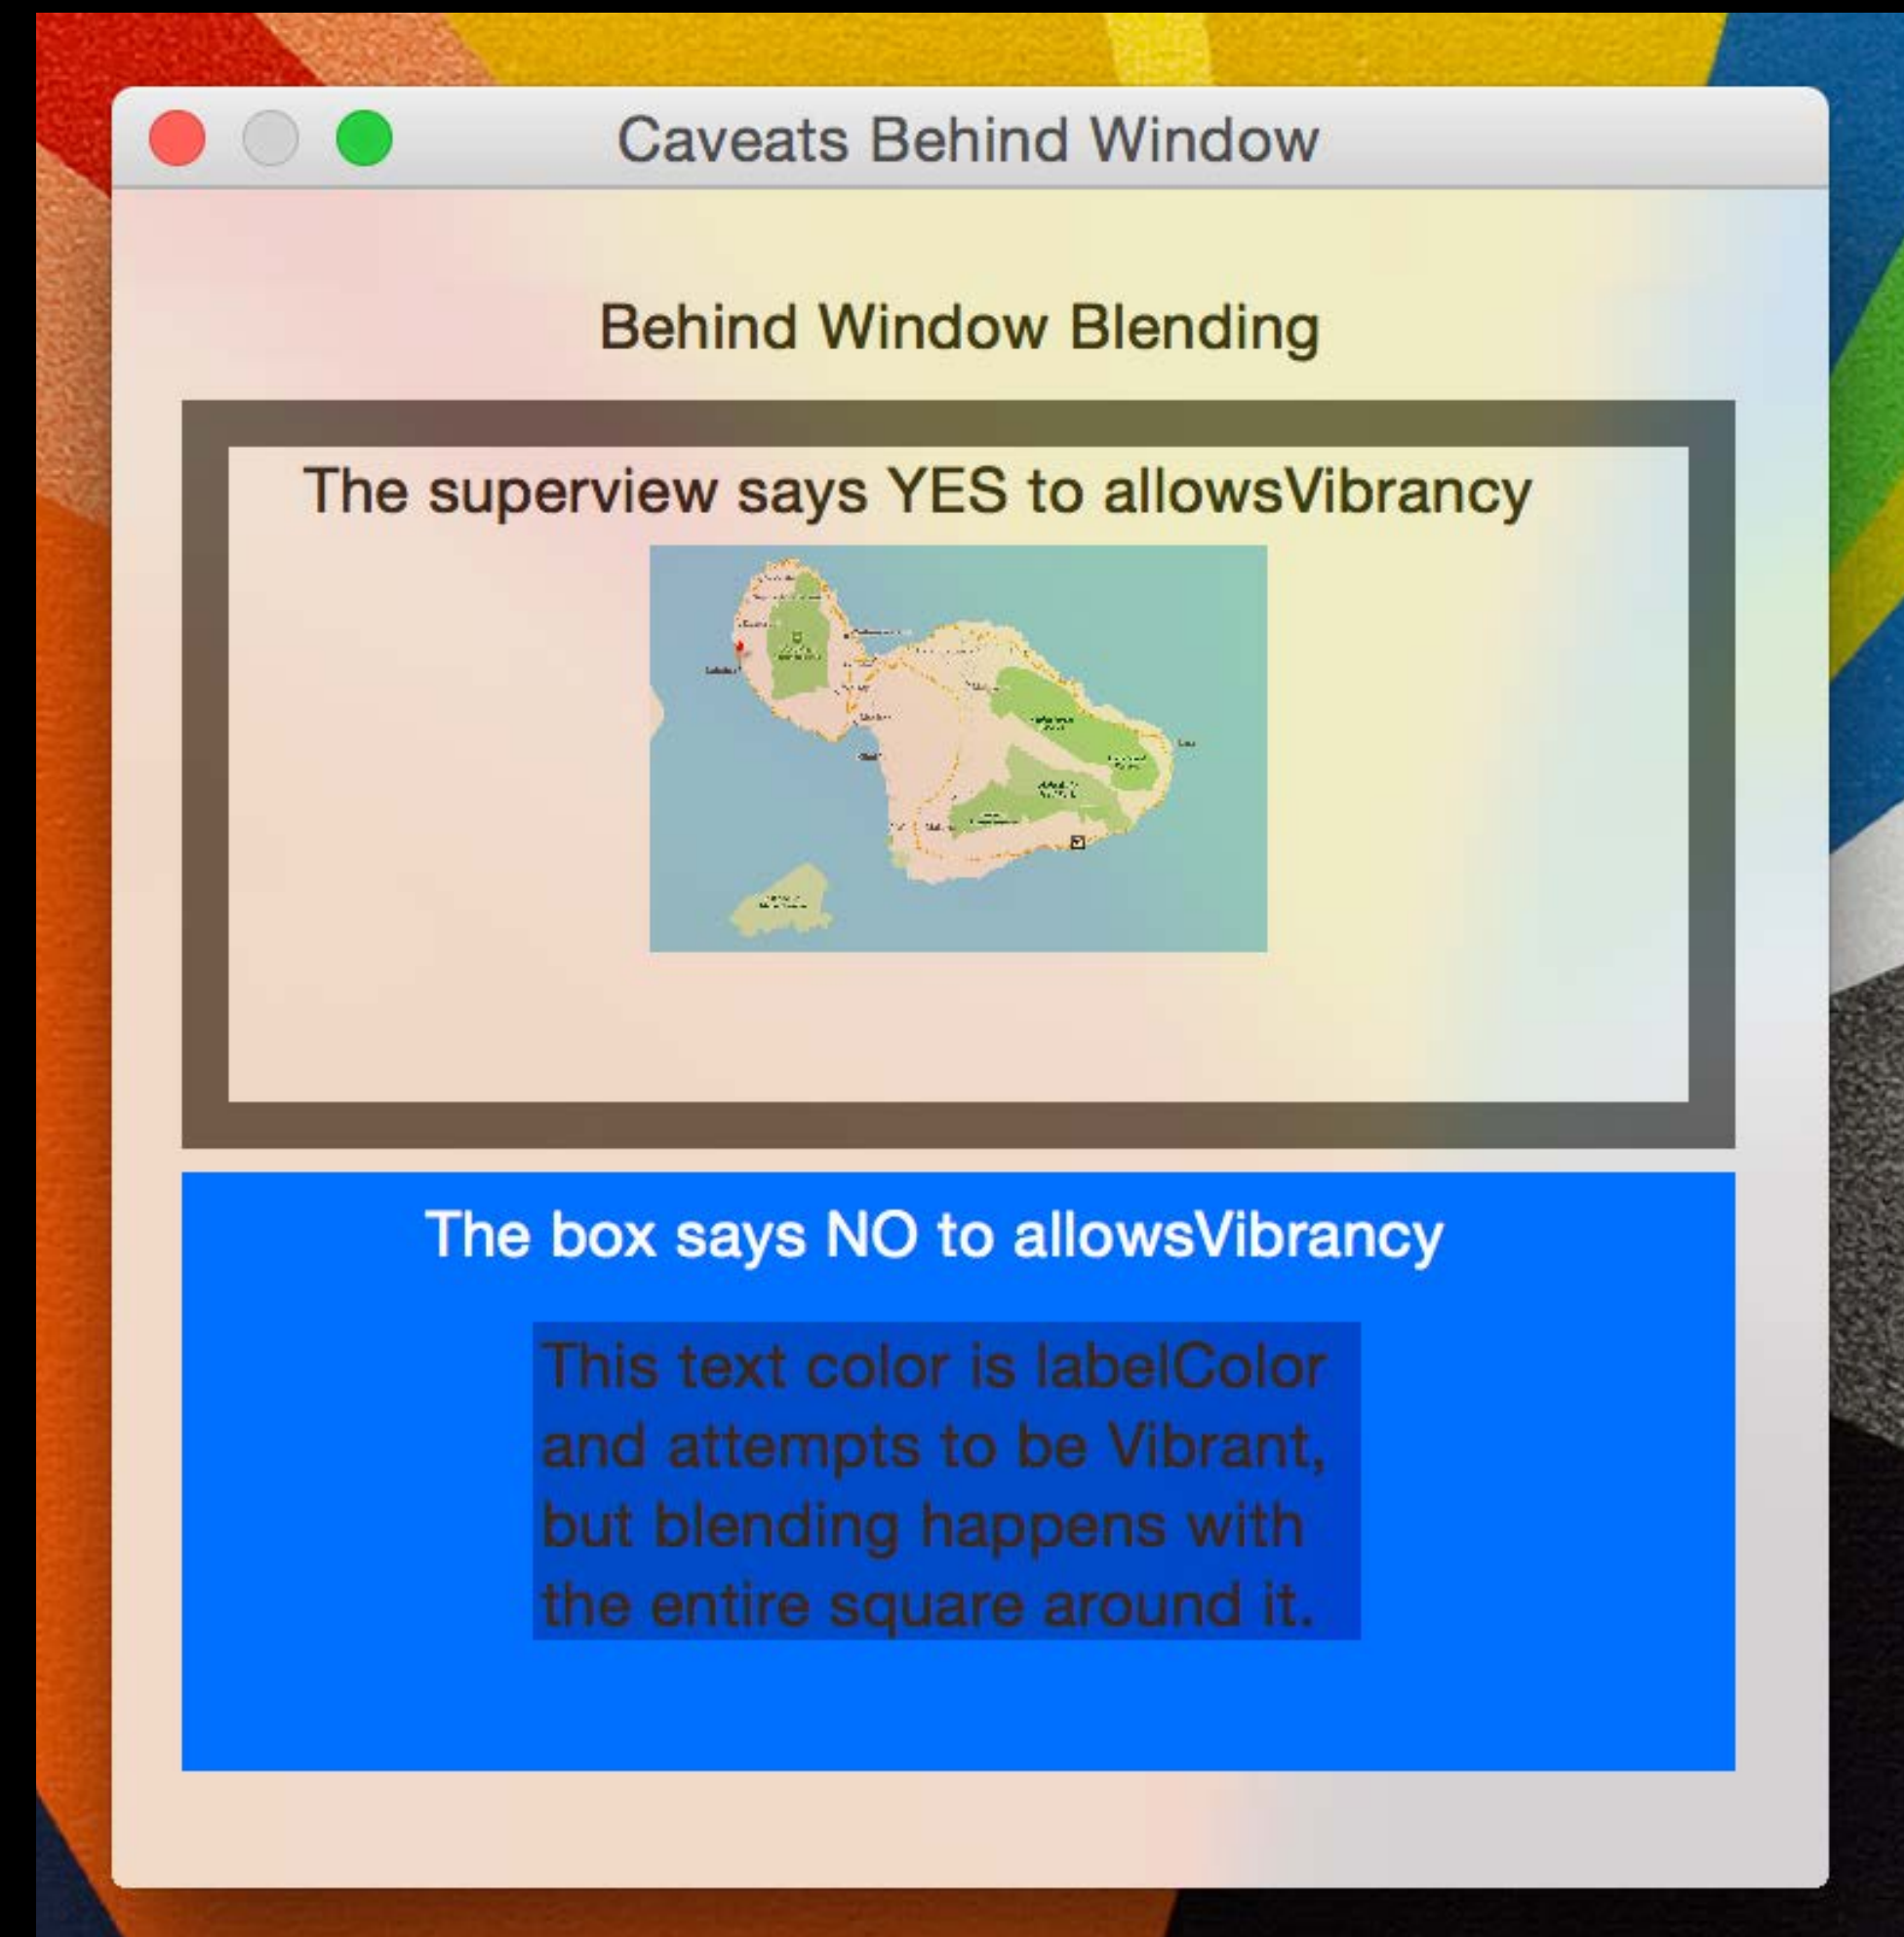 Caveats Behind Window
Behind Window Blending
The superview says YES to allowsVibrancy
The box says NO to allowsVibrancy
This text color is labelColor
and attempts to be Vibrant,
but blending happens with
the entire square around it.